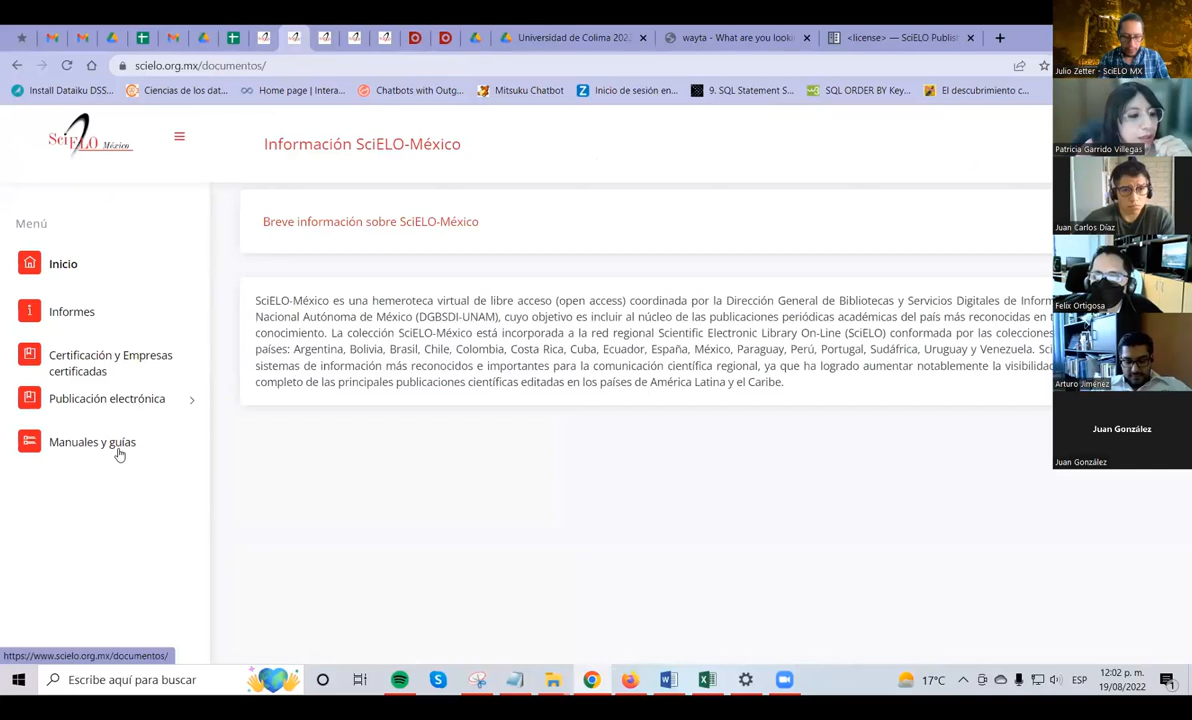 Universidad de Colima 202
wayta - What are you look
<license> — SciELO Publis
scielo.org.mx/documentos/
Install Dataiku DSS...
Ciencias de los dat...
Home page | Intera...
Chatbots with Outg...
Mitsuku Chatbot
Inicio de sesión en...
9. SQL Statement S...
SQL ORDER BY Key...
El descubrimiento c...
SciELO México
Información SciELO-México
Menú
Breve información sobre SciELO-México
Inicio
Informes
Certificación y Empresas
certificadas
Publicación electrónica
Manuales y guías
SciELO-México es una hemeroteca virtual de libre acceso (open access) coordinada por la Dirección General de Bibliotecas y Servicios Digitales de Inform
Nacional Autónoma de México (DGBSDI-UNAM), cuyo objetivo es incluir al núcleo de las publicaciones periódicas académicas del país más reconocidas en t
conocimiento. La colección SciELO-México está incorporada a la red regional Scientific Electronic Library On-Line (SciELO) conformada por las colecciones
países: Argentina, Bolivia, Brasil, Chile, Colombia, Costa Rica, Cuba, Ecuador, España, México, Paraguay, Perú, Portugal, Sudáfrica, Uruguay y Venezuela. Sci
sistemas de información más reconocidos e importantes para la comunicación científica regional, ya que ha logrado aumentar notablemente la visibilidad
completo de las principales publicaciones científicas editadas en los países de América Latina y el Caribe.
Julio Zetter - SciELO MX
Patricia Garrido Villegas
Juan Carlos Díaz
Felix Ortigosa
Arturo Jiménez
Juan González
Juan González
https://www.scielo.org.mx/documentos/
Escribe aquí para buscar
17°C
ESP
12:02 p. m.
19/08/2022
1